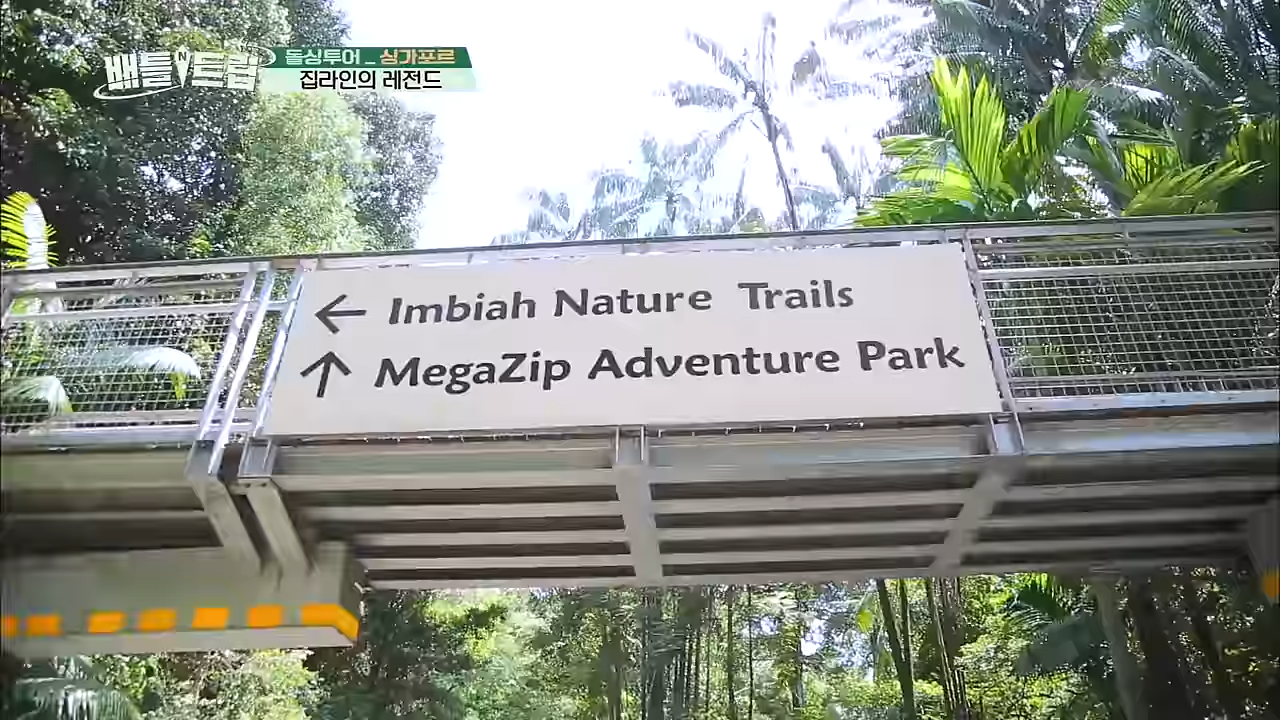 배틀트립
돌싱투어 _ 싱가포르
집라인의 레전드
← Imbiah Nature Trails
↑ MegaZip Adventure Park